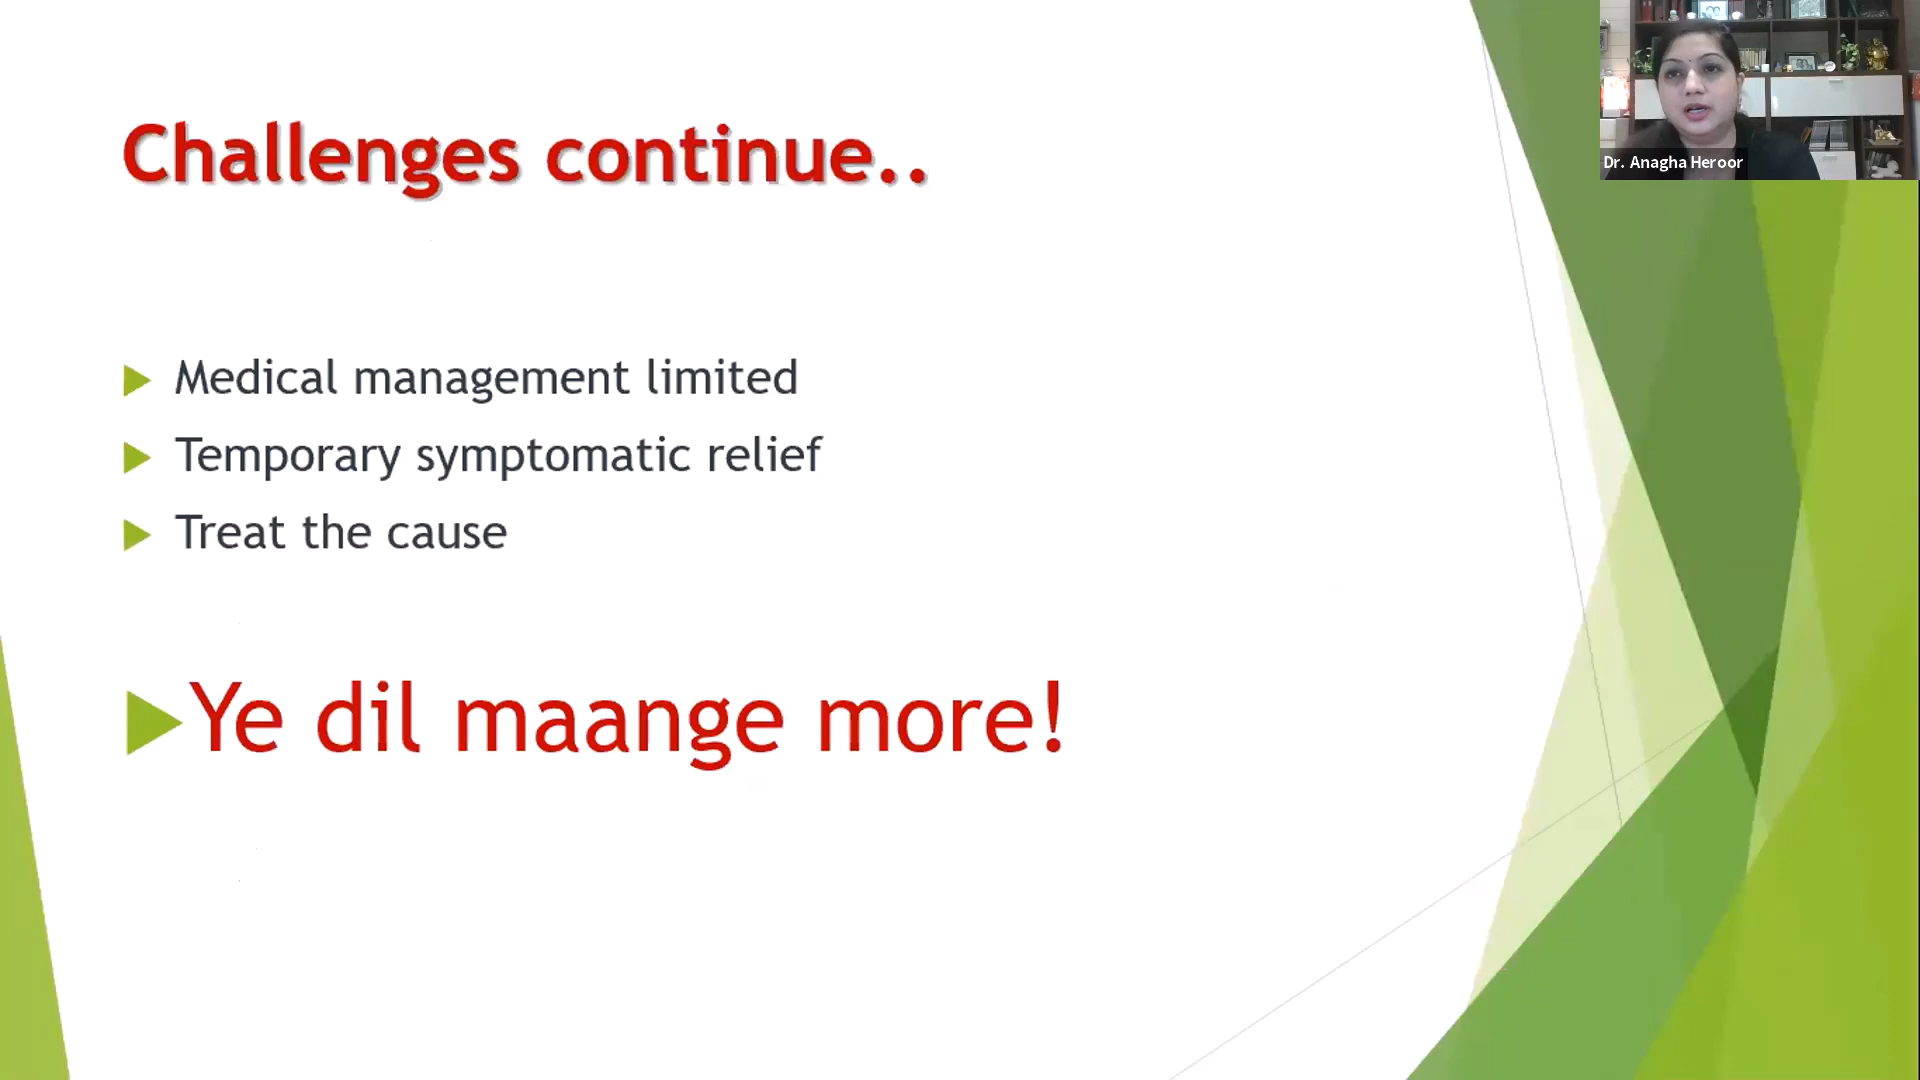 Challenges continue..
Dr. Anagha Heroor
Medical management limited
Temporary symptomatic relief
Treat the cause
Ye dil maange more!